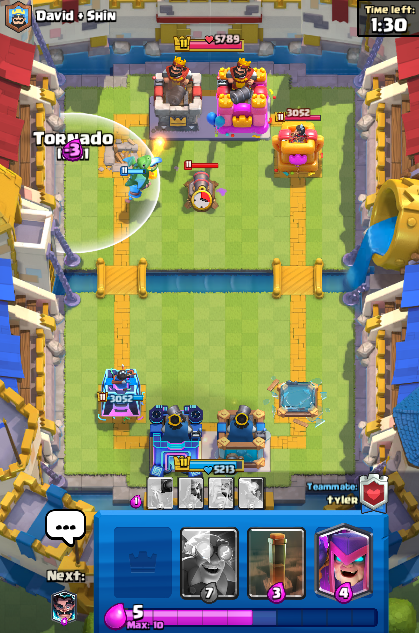 David + Shin
Time left:
1:30
5789
3052
Tornado
-3
3052
5213
Teammate:
tyler
...
7
3
4
Next:
4
5
Max: 10